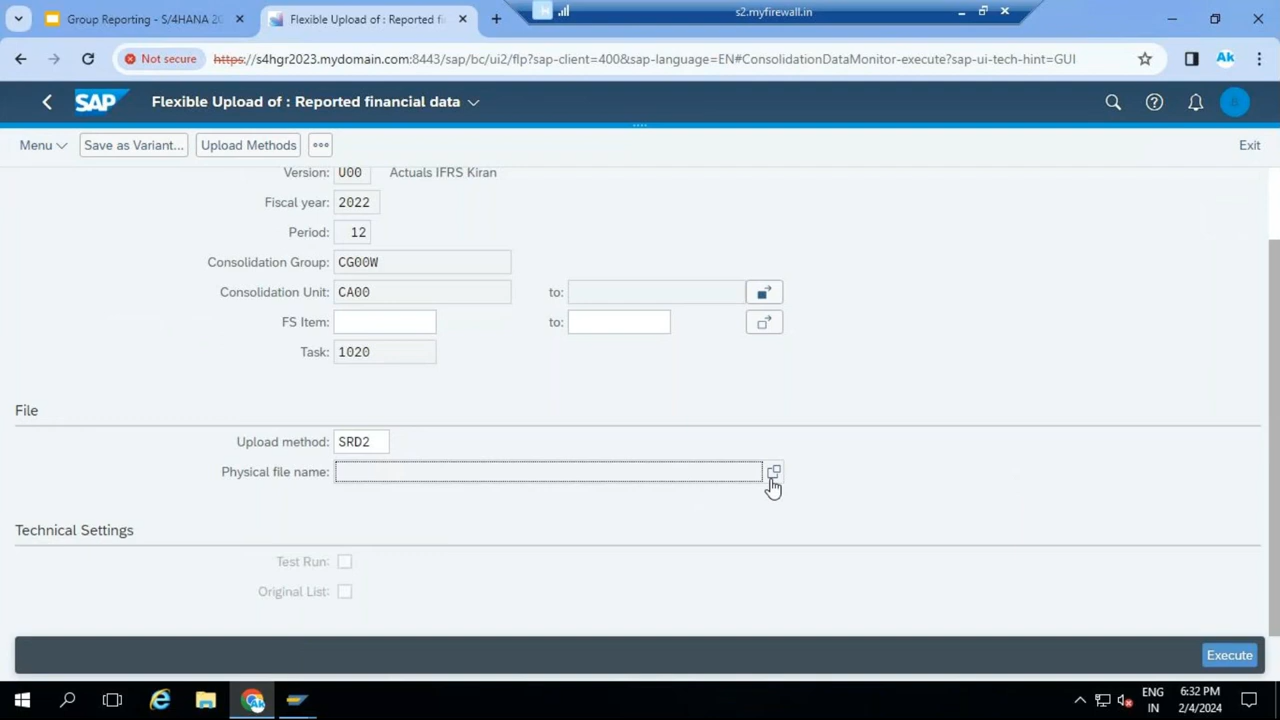 Group Reporting - S/4HANA 20
Flexible Upload of : Reported fi
s2.myfirewall.in
Not secure
https://s4hgr2023.mydomain.com:8443/sap/bc/ui2/flp?sap-client=400&sap-language=EN#ConsolidationDataMonitor-execute?sap-ui-tech-hint=GUI
Ak
SAP
Flexible Upload of : Reported financial data
Menu
Save as Variant...
Upload Methods
Exit
Version: U00 Actuals IFRS Kiran
Fiscal year: 2022
Period: 12
Consolidation Group: CG00W
Consolidation Unit: CA00 to:
FS Item: to:
Task: 1020
File
Upload method: SRD2
Physical file name:
Technical Settings
Test Run:
Original List:
Execute
Ak
ENG
IN
6:32 PM
2/4/2024